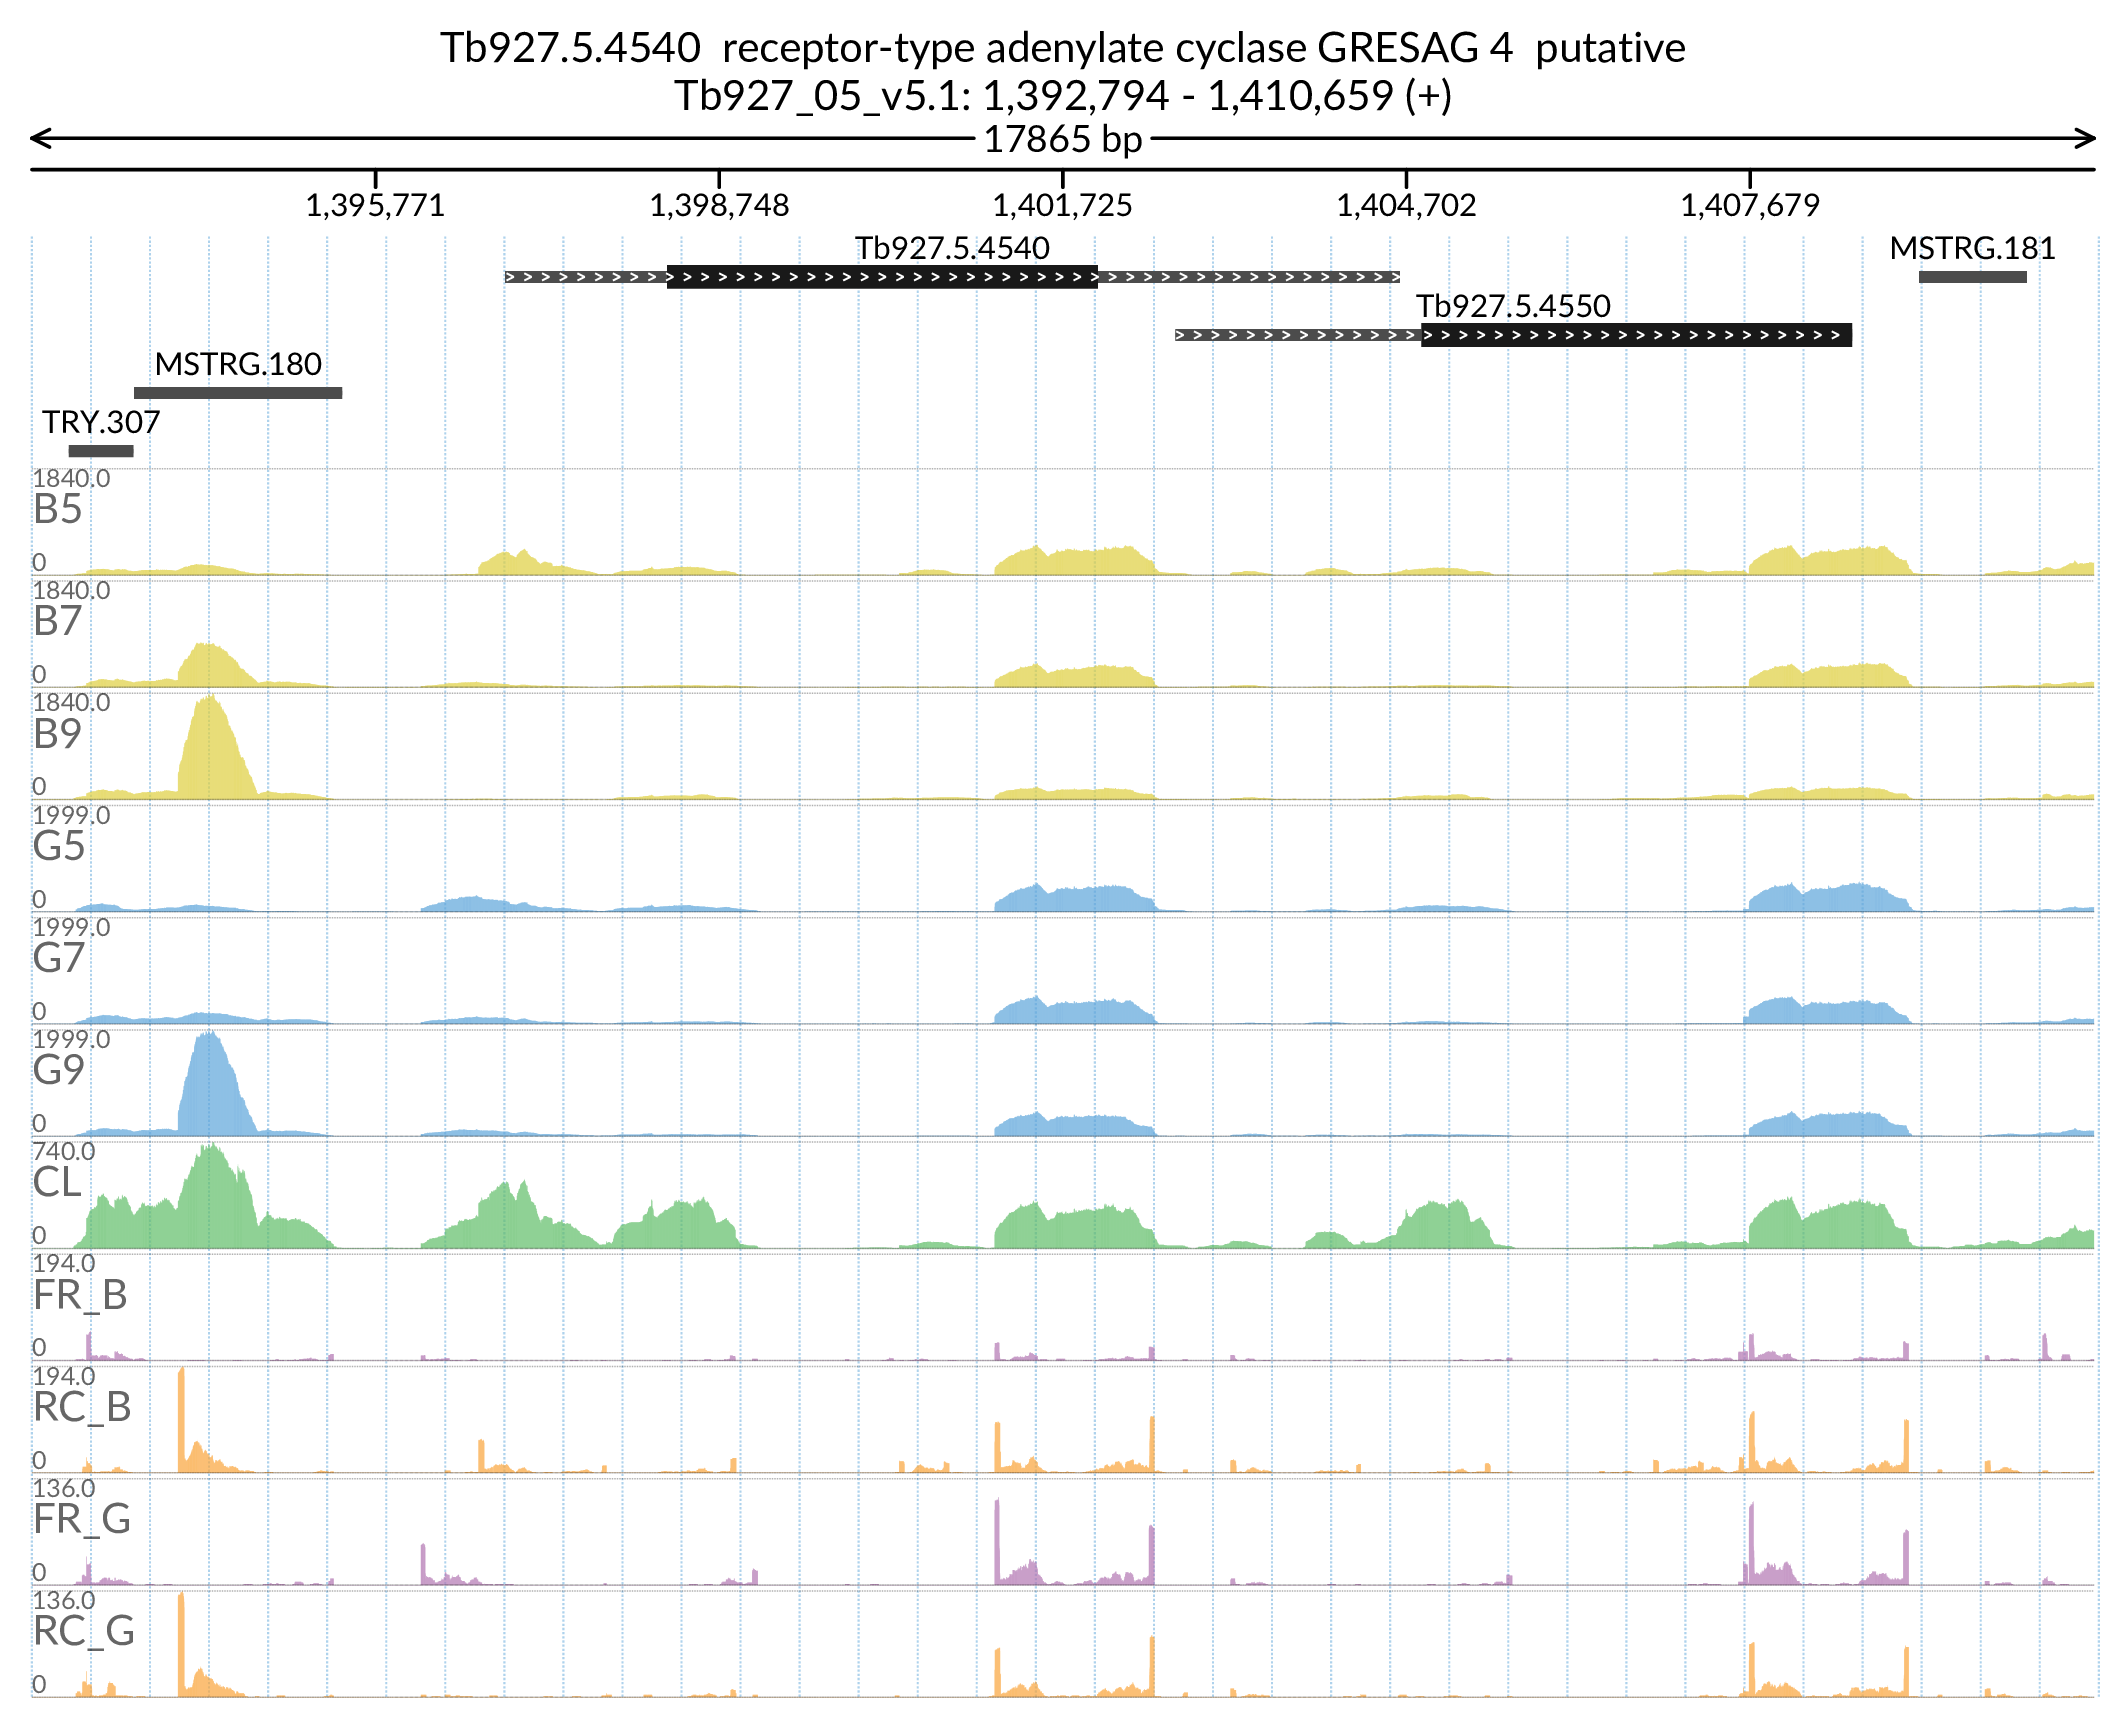 Tb927.5.4540  receptor-type adenylate cyclase GRESAG 4  putative
Tb927_05_v5.1: 1,392,794 - 1,410,659 (+)
17865 bp
1,395,771 1,398,748 1,401,725 1,404,702 1,407,679
Tb927.5.4540 MSTRG.181
Tb927.5.4550
MSTRG.180
TRY.307
1840.0
B5
0
1840.0
B7
0
1840.0
B9
0
1999.0
G5
0
1999.0
G7
0
1999.0
G9
0
740.0
CL
0
194.0
FR_B
0
194.0
RC_B
0
136.0
FR_G
0
136.0
RC_G
0